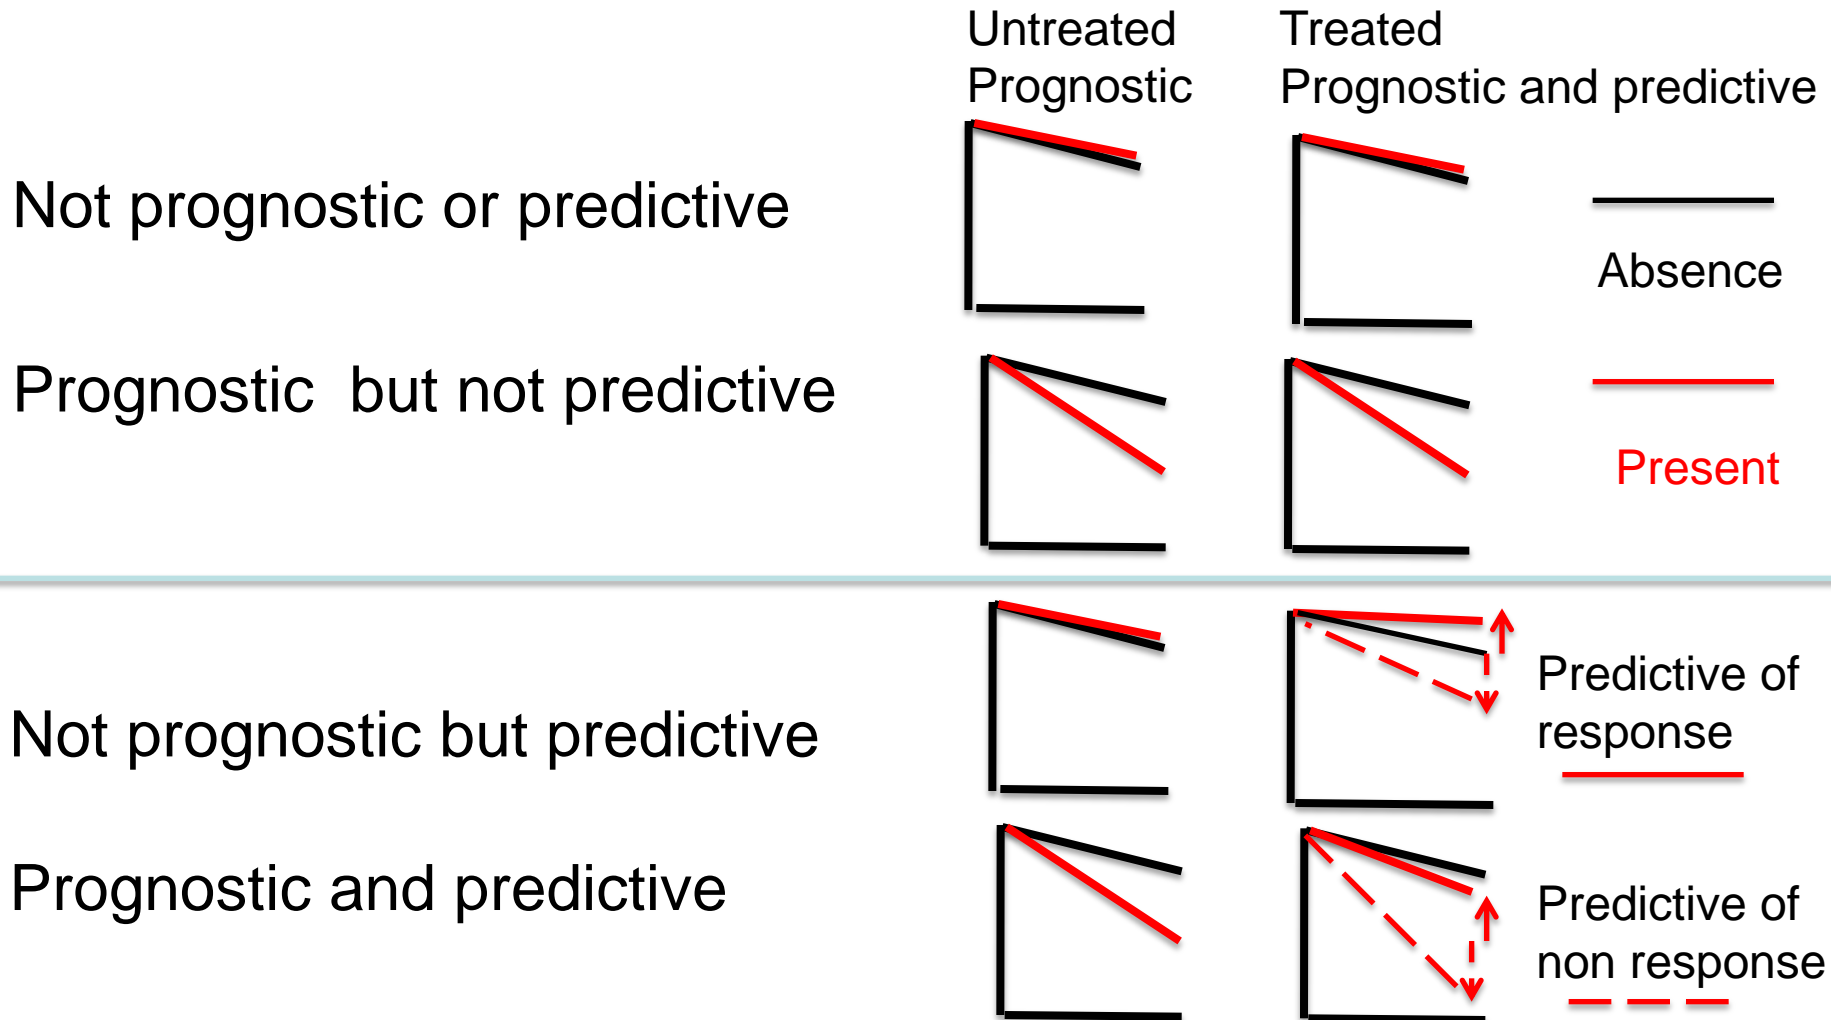 Untreated
Prognostic
Treated
Prognostic and predictive
Not prognostic or predictive
Absence
Prognostic  but not predictive
Present
Not prognostic but predictive
Predictive of
response
Prognostic and predictive
Predictive of
non response